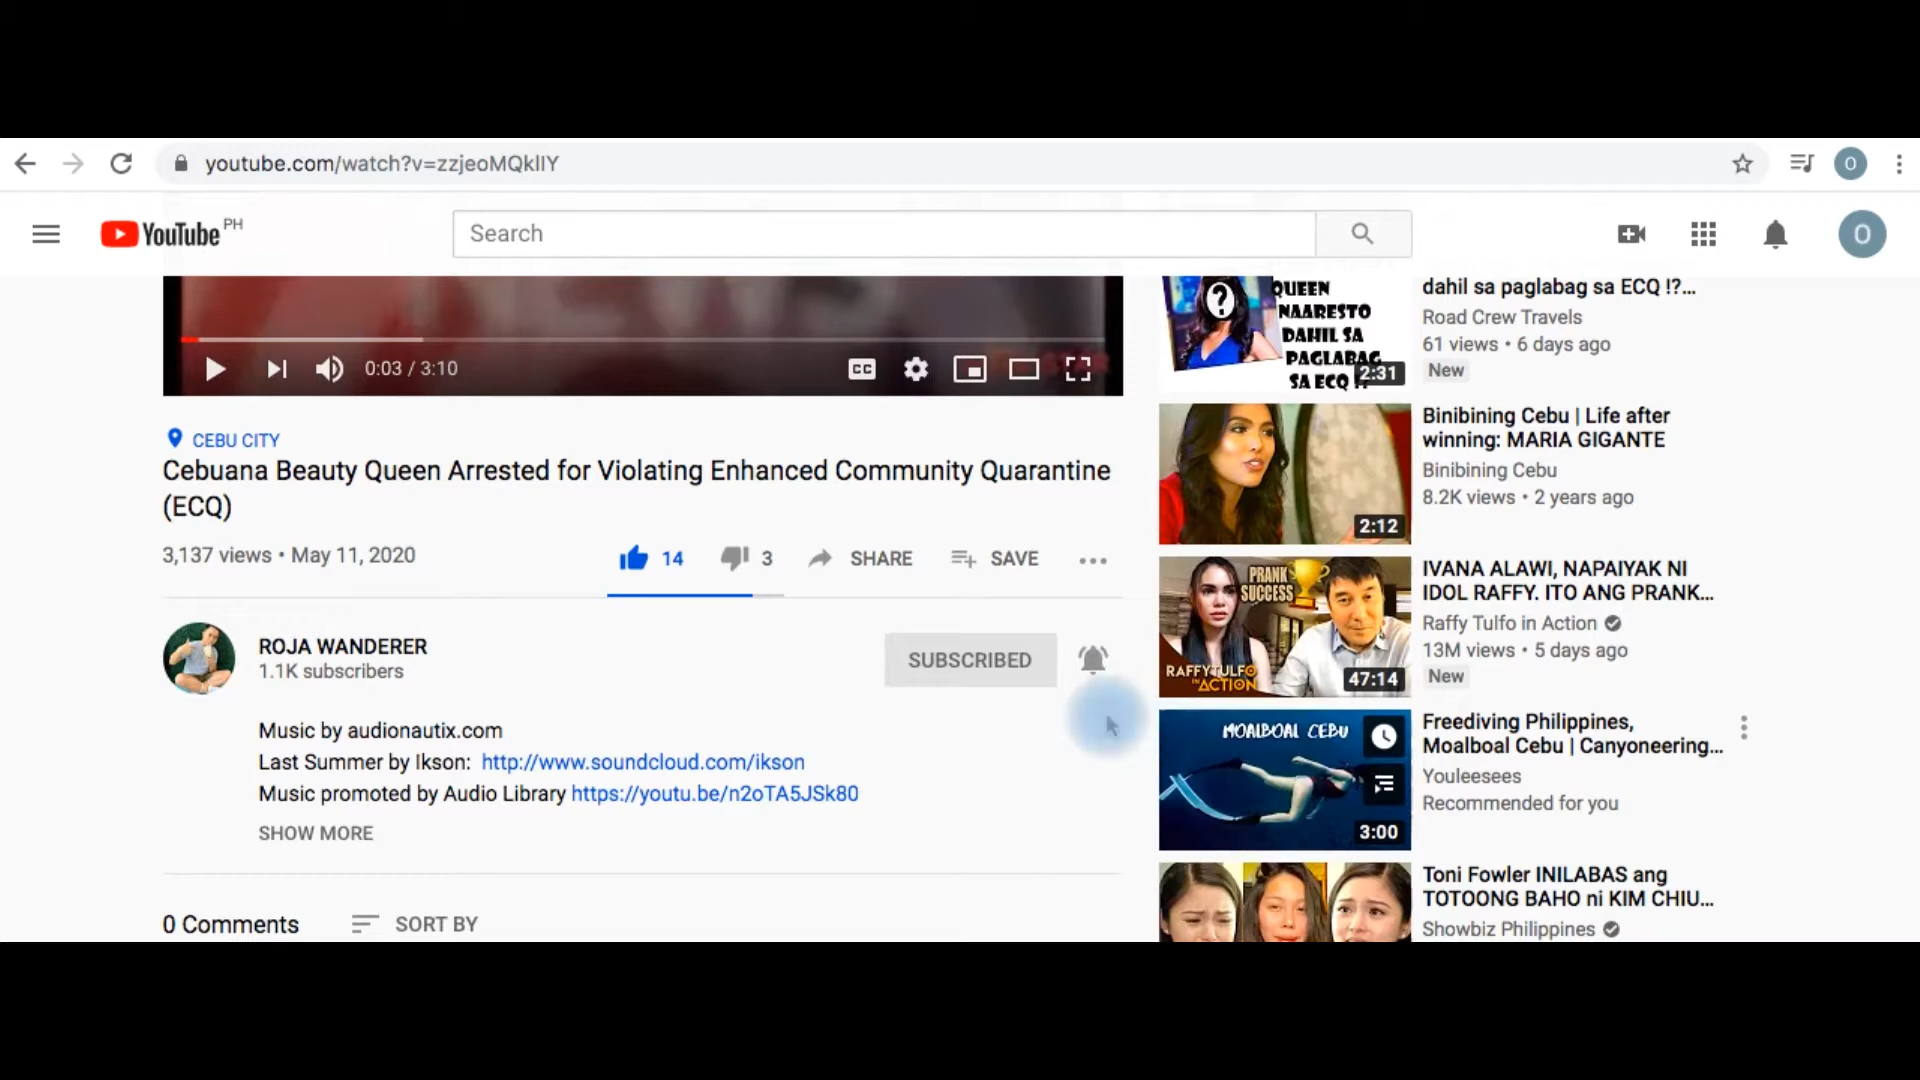 youtube.com/watch?v=zzjeoMQklIY
O
YouTube PH
Search
O
0:03 / 3:10
CC
CEBU CITY
Cebuana Beauty Queen Arrested for Violating Enhanced Community Quarantine
(ECQ)
3,137 views • May 11, 2020
14
3
SHARE
SAVE
ROJA WANDERER
1.1K subscribers
SUBSCRIBED
Music by audionautix.com
Last Summer by Ikson: http://www.soundcloud.com/ikson
Music promoted by Audio Library https://youtu.be/n2oTA5JSk80
SHOW MORE
0 Comments
SORT BY
?
QUEEN
NAARESTO
DAHIL SA
PAGLABAG
SA ECQ !?
2:31
dahil sa paglabag sa ECQ !?...
Road Crew Travels
61 views • 6 days ago
New
2:12
Binibining Cebu | Life after
winning: MARIA GIGANTE
Binibining Cebu
8.2K views • 2 years ago
PRANK
SUCCESS
RAFFY TULFO
IN ACTION
47:14
IVANA ALAWI, NAPAIYAK NI
IDOL RAFFY. ITO ANG PRANK...
Raffy Tulfo in Action
13M views • 5 days ago
New
MOALBOAL CEBU
3:00
Freediving Philippines,
Moalboal Cebu | Canyoneering...
Youleesees
Recommended for you
Toni Fowler INILABAS ang
TOTOONG BAHO ni KIM CHIU...
Showbiz Philippines